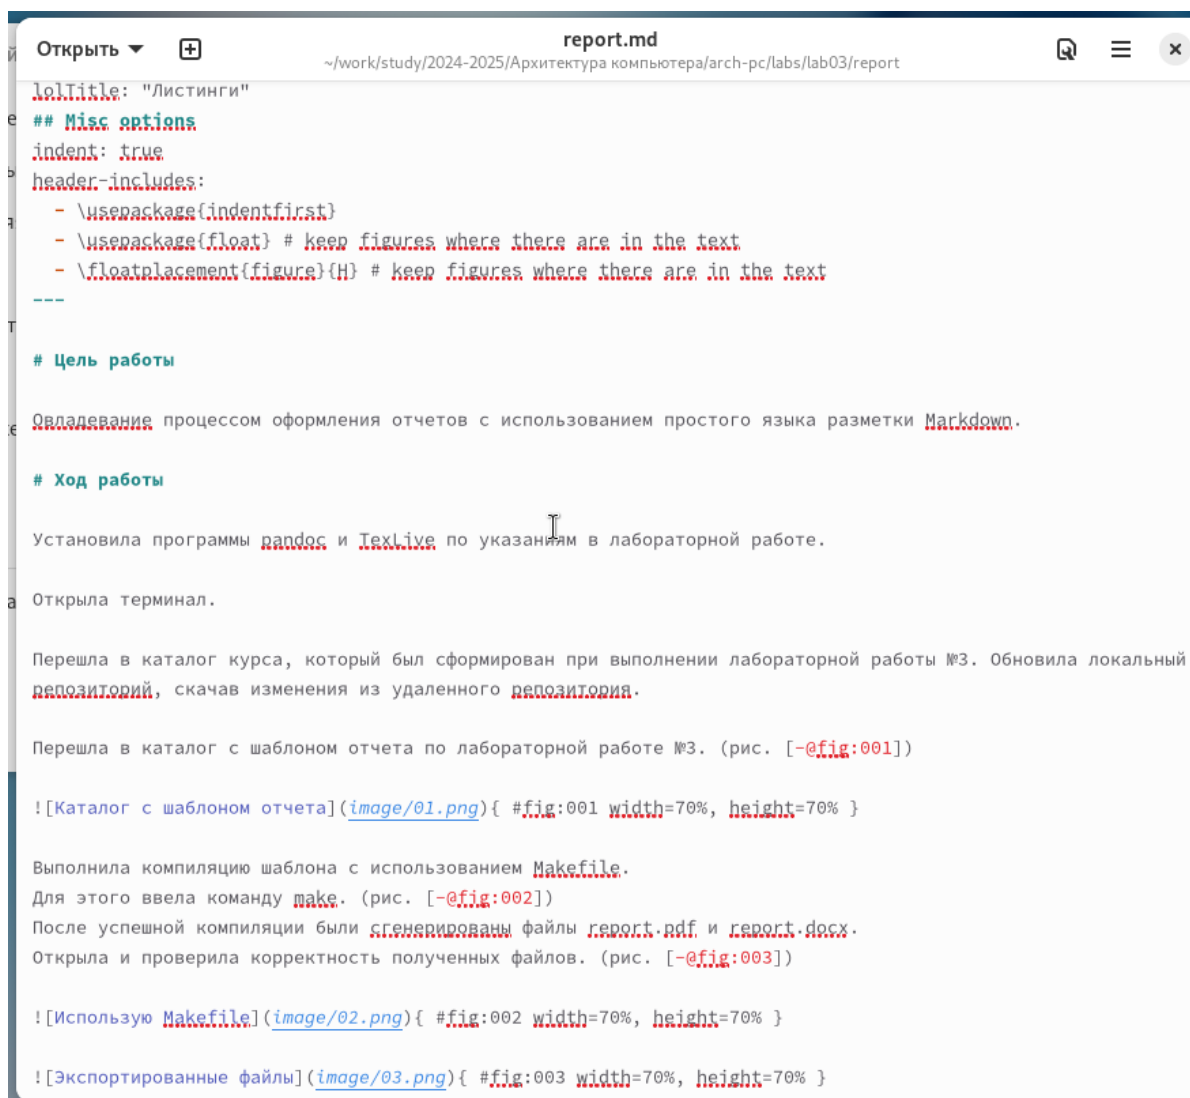 Открыть
report.md
~/work/study/2024-2025/Архитектура компьютера/arch-pc/labs/lab03/report
lolTitle: "Листинги"
## Misc options
indent: true
header-includes:
  - \usepackage{indentfirst}
  - \usepackage{float} # keep figures where there are in the text
  - \floatplacement{figure}{H} # keep figures where there are in the text
---
# Цель работы
Овладевание процессом оформления отчетов с использованием простого языка разметки Markdown.
# Ход работы
Установила программы pandoc и TexLive по указаниям в лабораторной работе.
Открыла терминал.
Перешла в каталог курса, который был сформирован при выполнении лабораторной работы №3. Обновила локальный
репозиторий, скачав изменения из удаленного репозитория.
Перешла в каталог с шаблоном отчета по лабораторной работе №3. (рис. [-@fig:001])
![Каталог с шаблоном отчета](image/01.png){ #fig:001 width=70%, height=70% }
Выполнила компиляцию шаблона с использованием Makefile.
Для этого ввела команду make. (рис. [-@fig:002])
После успешной компиляции были сгенерированы файлы report.pdf и report.docx.
Открыла и проверила корректность полученных файлов. (рис. [-@fig:003])
![Использую Makefile](image/02.png){ #fig:002 width=70%, height=70% }
![Экспортированные файлы](image/03.png){ #fig:003 width=70%, height=70% }